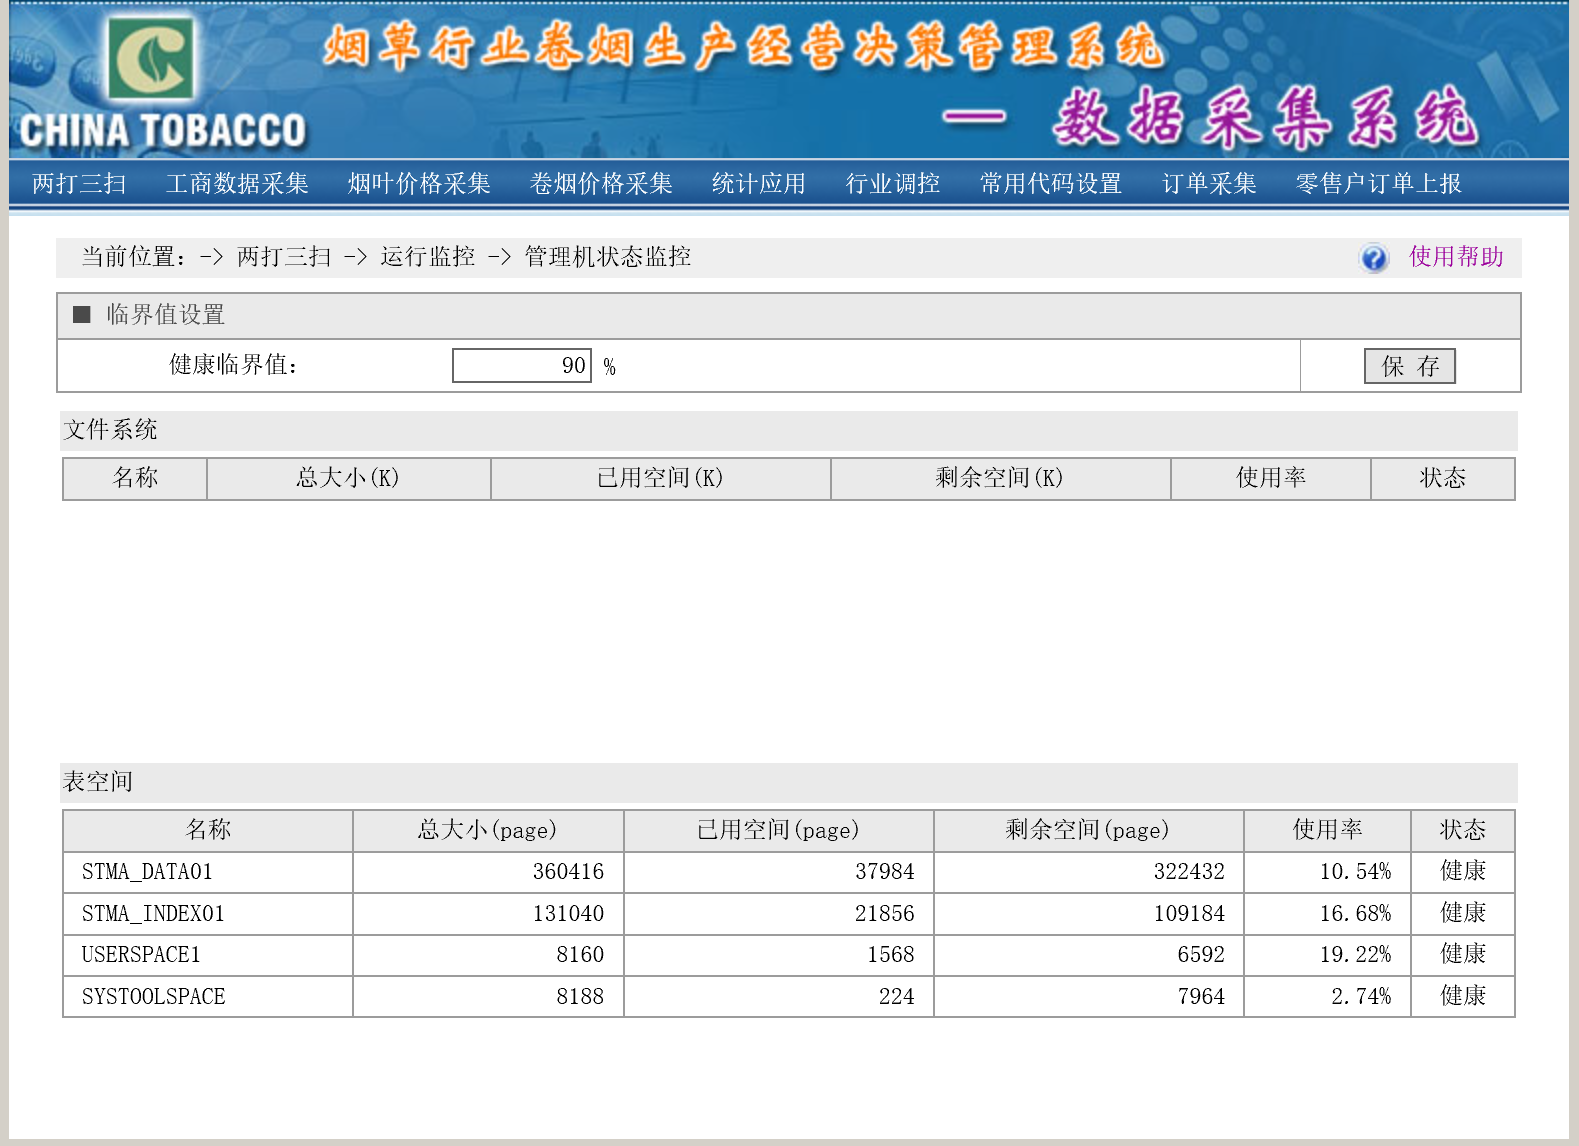 烟草行业卷烟生产经营决策管理系统
— 数据采集系统
CHINA TOBACCO
两打三扫 工商数据采集 烟叶价格采集 卷烟价格采集 统计应用 行业调控 常用代码设置 订单采集 零售户订单上报
当前位置：-> 两打三扫 -> 运行监控 -> 管理机状态监控 使用帮助
■ 临界值设置
健康临界值： 90 % 保 存
文件系统
名称 总大小(K) 已用空间(K) 剩余空间(K) 使用率 状态
表空间
名称 总大小(page) 已用空间(page) 剩余空间(page) 使用率 状态
STMA_DATA01 360416 37984 322432 10.54% 健康
STMA_INDEX01 131040 21856 109184 16.68% 健康
USERSPACE1 8160 1568 6592 19.22% 健康
SYSTOOLSPACE 8188 224 7964 2.74% 健康